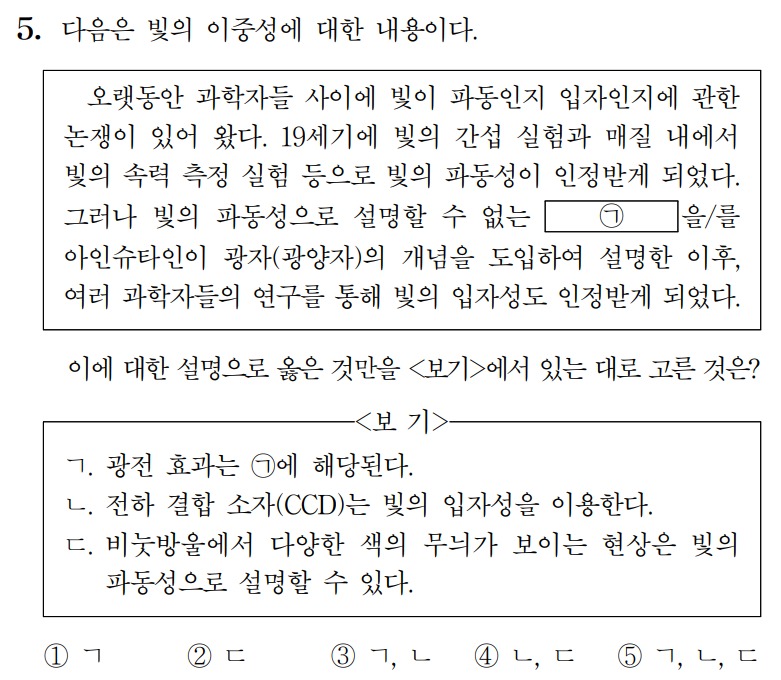 5. 다음은 빛의 이중성에 대한 내용이다.
오랫동안 과학자들 사이에 빛이 파동인지 입자인지에 관한
논쟁이 있어 왔다. 19세기에 빛의 간섭 실험과 매질 내에서
빛의 속력 측정 실험 등으로 빛의 파동성이 인정받게 되었다.
그러나 빛의 파동성으로 설명할 수 없는 ㉠ 을/를
아인슈타인이 광자(광양자)의 개념을 도입하여 설명한 이후,
여러 과학자들의 연구를 통해 빛의 입자성도 인정받게 되었다.
이에 대한 설명으로 옳은 것만을 <보기>에서 있는 대로 고른 것은?
<보 기>
ㄱ. 광전 효과는 ㉠에 해당된다.
ㄴ. 전하 결합 소자(CCD)는 빛의 입자성을 이용한다.
ㄷ. 비눗방울에서 다양한 색의 무늬가 보이는 현상은 빛의
파동성으로 설명할 수 있다.
① ㄱ ② ㄷ ③ ㄱ, ㄴ ④ ㄴ, ㄷ ⑤ ㄱ, ㄴ, ㄷ